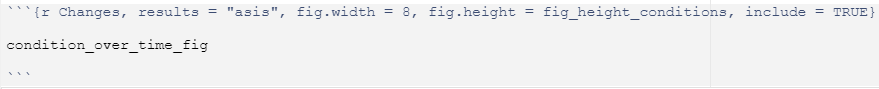 ```{r Changes, results = "asis", fig.width = 8, fig.height = fig_height_conditions, include = TRUE}
condition_over_time_fig
```